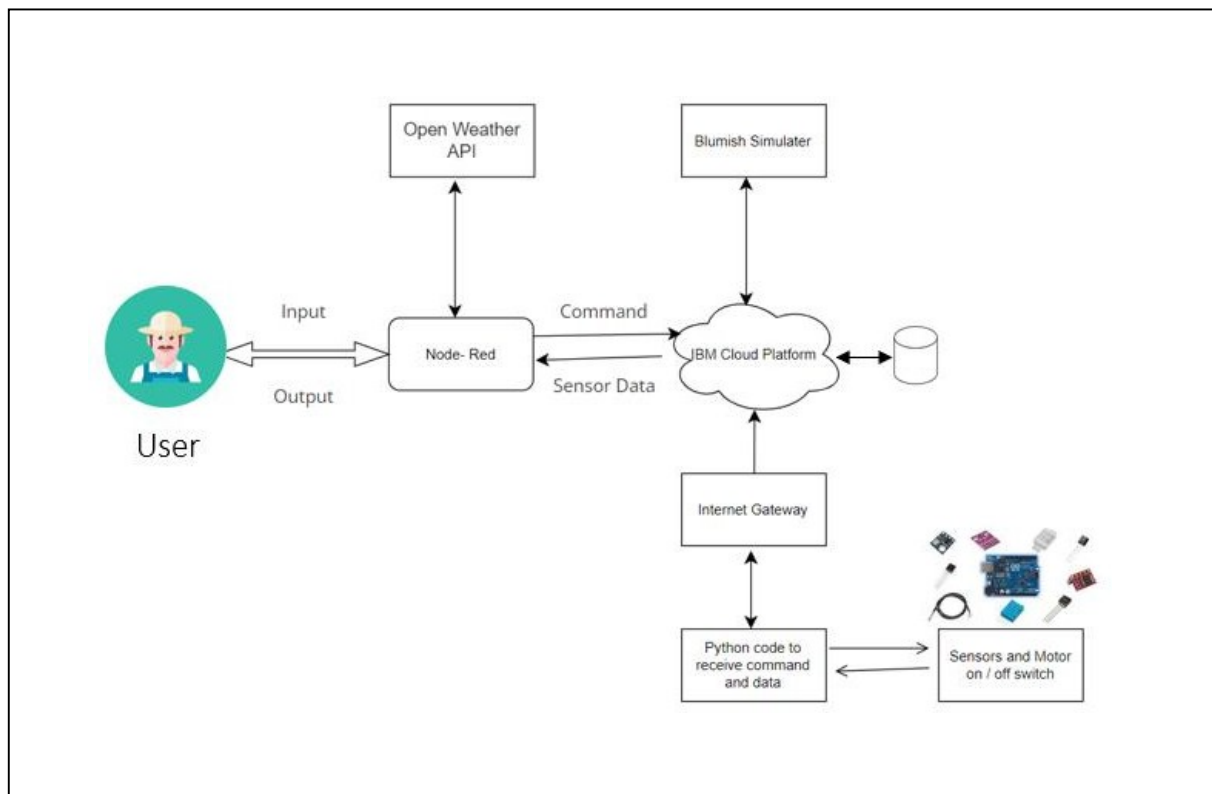 Open Weather
API
Blumish Simulater
Input
Command
Node- Red
IBM Cloud Platform
Output
Sensor Data
User
Internet Gateway
Python code to
receive command
and data
Sensors and Motor
on / off switch